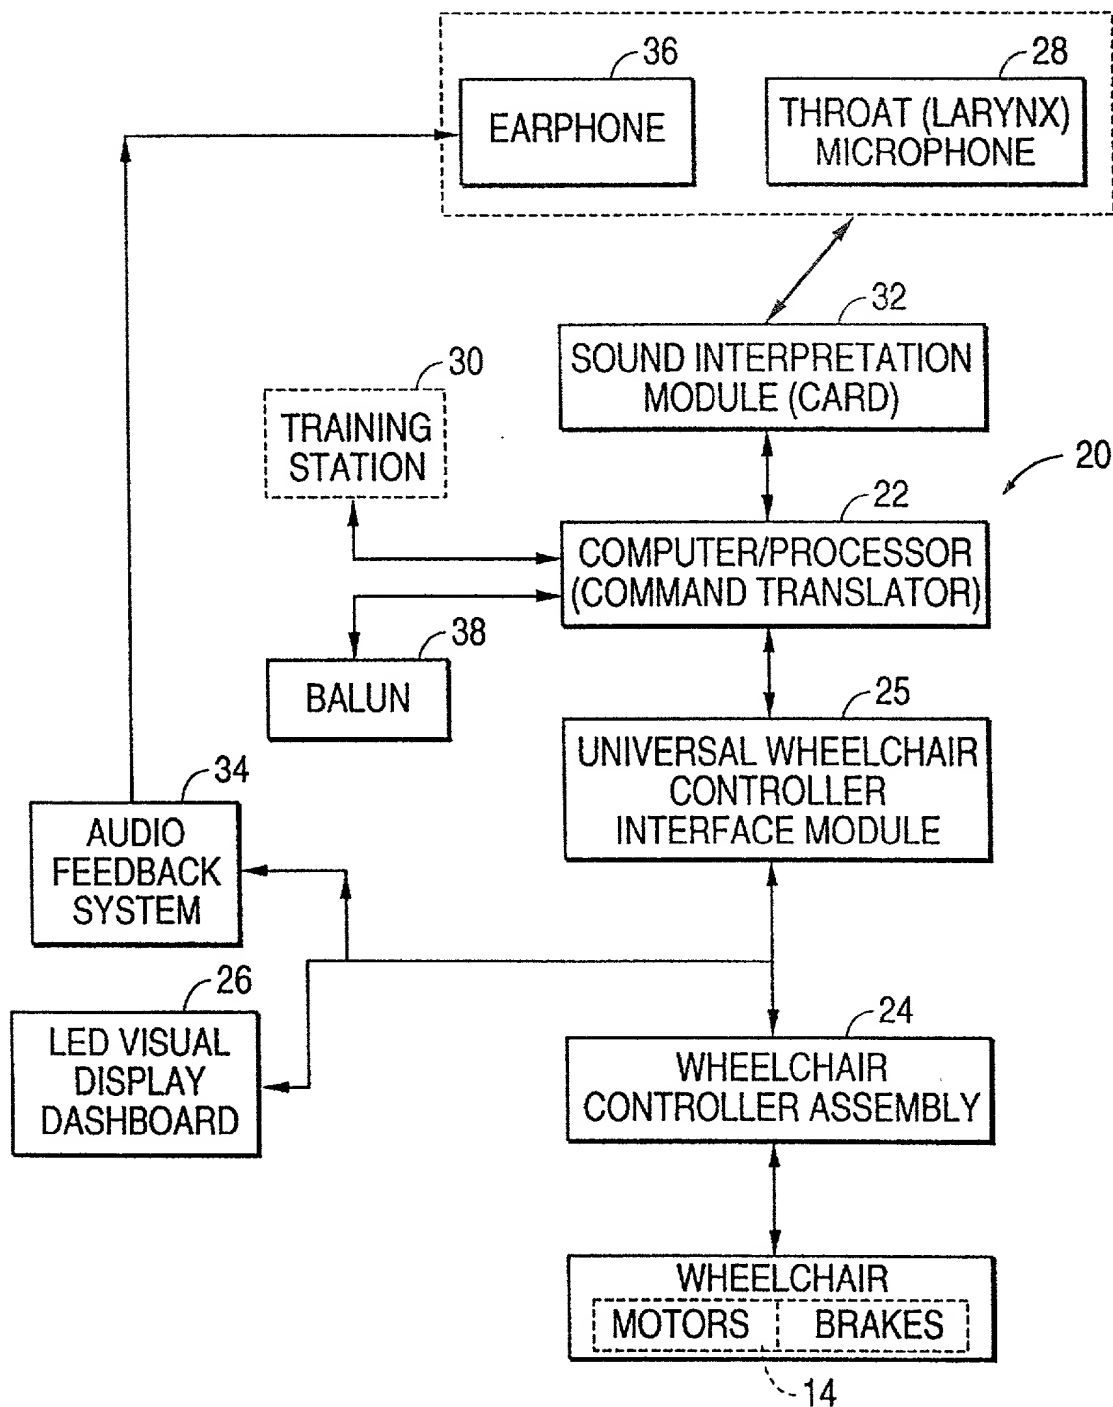 36
EARPHONE
28
THROAT (LARYNX)
MICROPHONE
32
SOUND INTERPRETATION
MODULE (CARD)
30
TRAINING
STATION
20
22
COMPUTER/PROCESSOR
(COMMAND TRANSLATOR)
38
BALUN
25
UNIVERSAL WHEELCHAIR
CONTROLLER
INTERFACE MODULE
34
AUDIO
FEEDBACK
SYSTEM
26
LED VISUAL
DISPLAY
DASHBOARD
24
WHEELCHAIR
CONTROLLER ASSEMBLY
WHEELCHAIR
MOTORS BRAKES
14